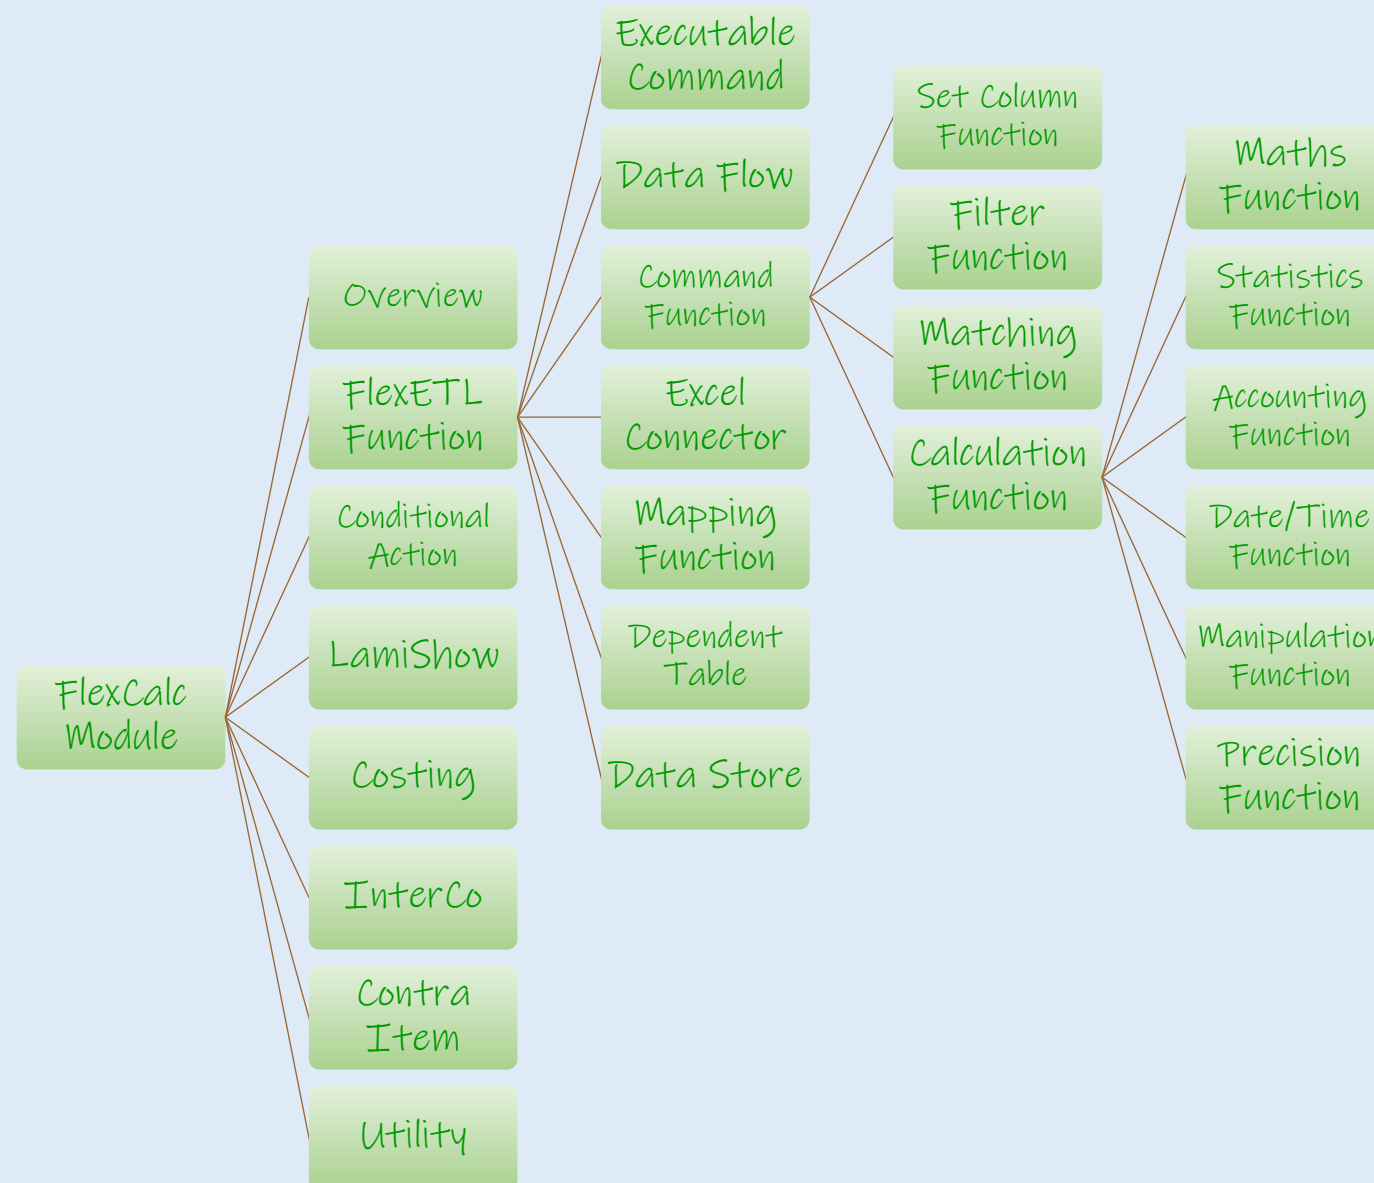 FlexCalc
Module
Overview
FlexETL
Function
Conditional
Action
LamiShow
Costing
InterCo
Contra
Item
Utility
Executable
Command
Data Flow
Command
Function
Excel
Connector
Mapping
Function
Dependent
Table
Data Store
Set Column
Function
Filter
Function
Matching
Function
Calculation
Function
Maths
Function
Statistics
Function
Accounting
Function
Date/Time
Function
Manipulation
Function
Precision
Function